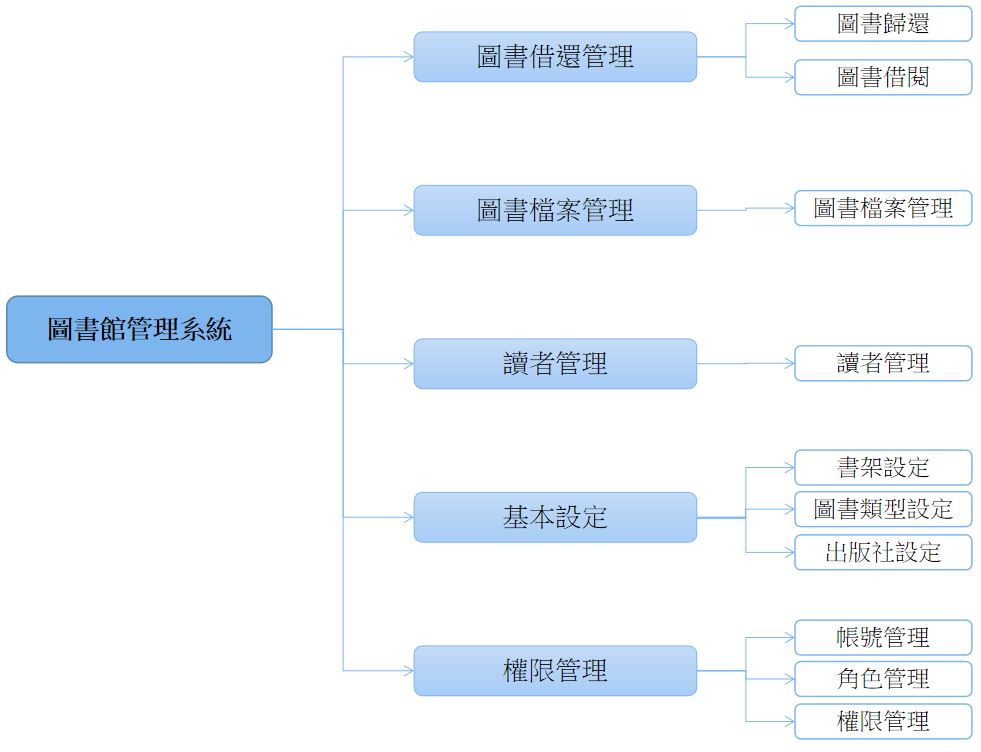 圖書館管理系統
圖書借還管理
圖書歸還
圖書借閱
圖書檔案管理
圖書檔案管理
讀者管理
讀者管理
基本設定
書架設定
圖書類型設定
出版社設定
權限管理
帳號管理
角色管理
權限管理